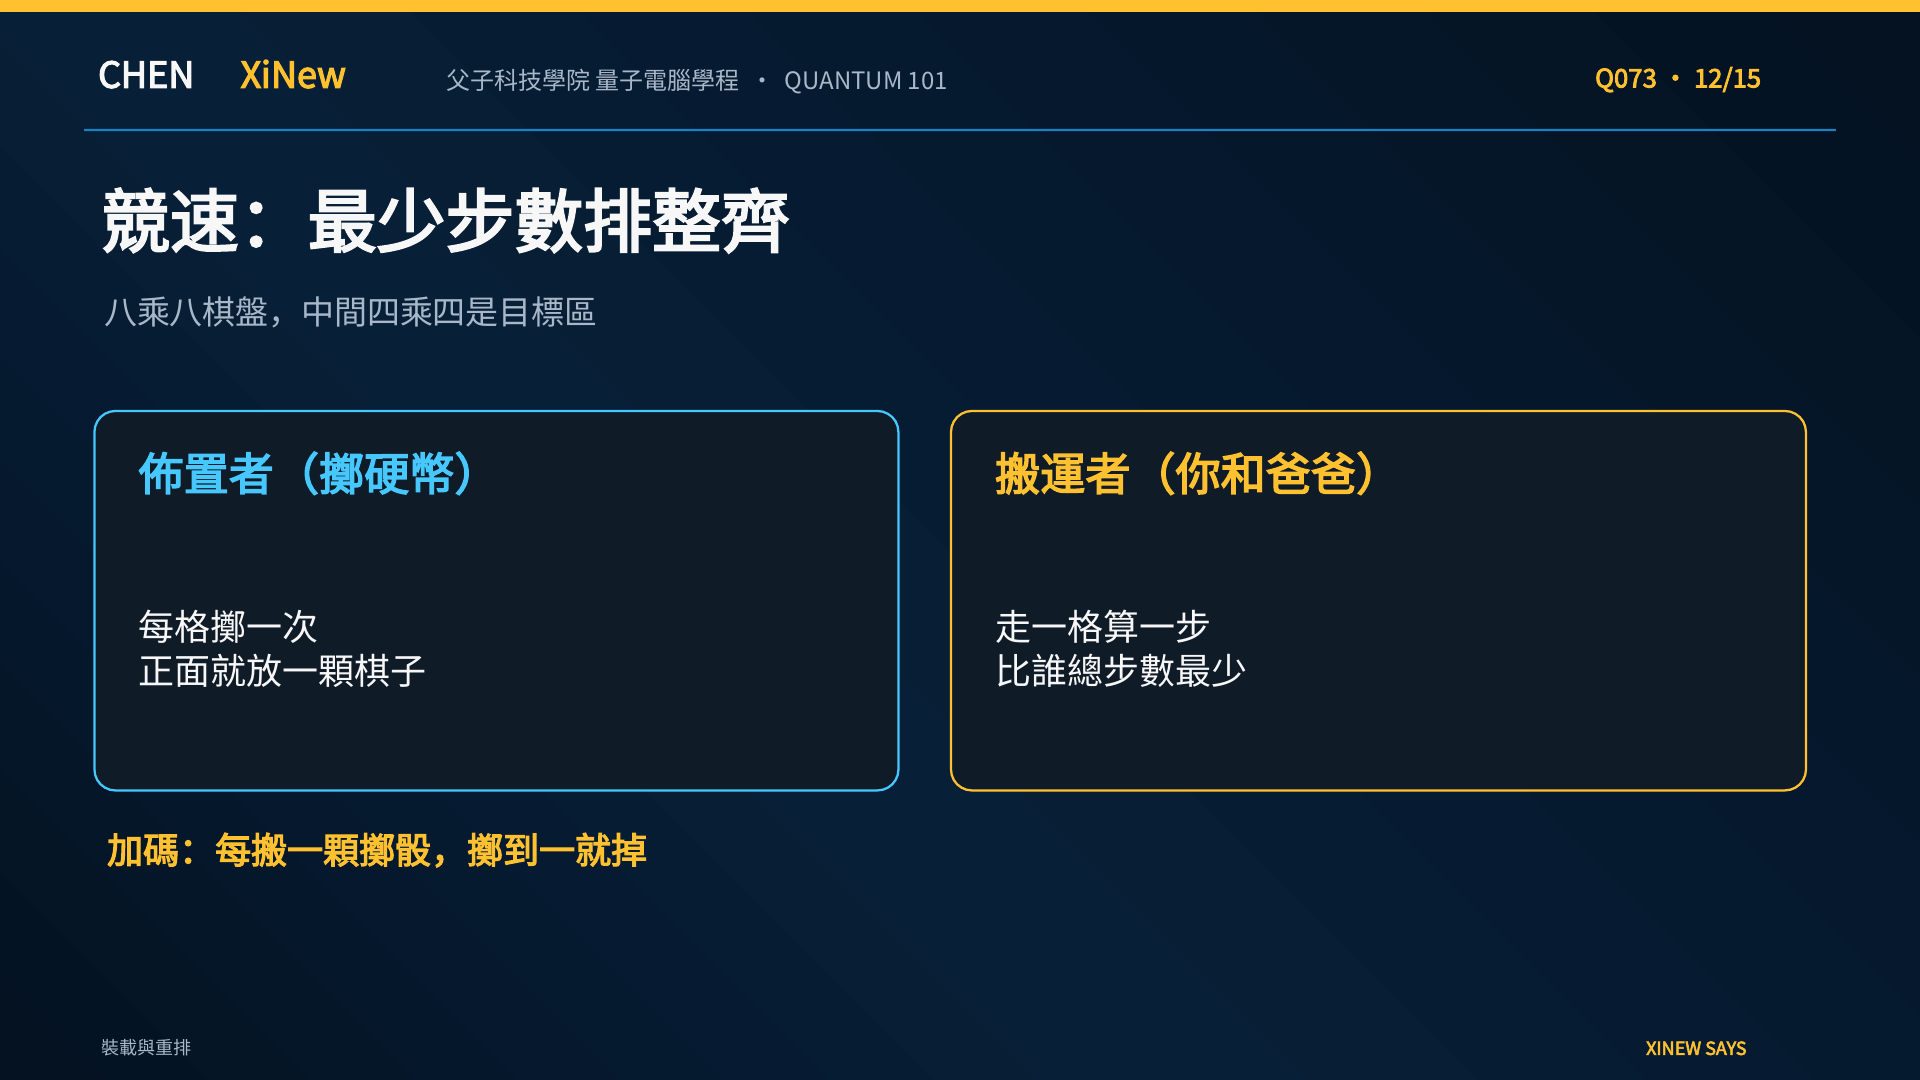 CHEN XiNew 父子科技學院 量子電腦學程 · QUANTUM 101 Q073 · 12/15
競速：最少步數排整齊
八乘八棋盤，中間四乘四是目標區
佈置者（擲硬幣）
每格擲一次
正面就放一顆棋子
搬運者（你和爸爸）
走一格算一步
比誰總步數最少
加碼：每搬一顆擲骰，擲到一就掉
裝載與重排
XINEW SAYS